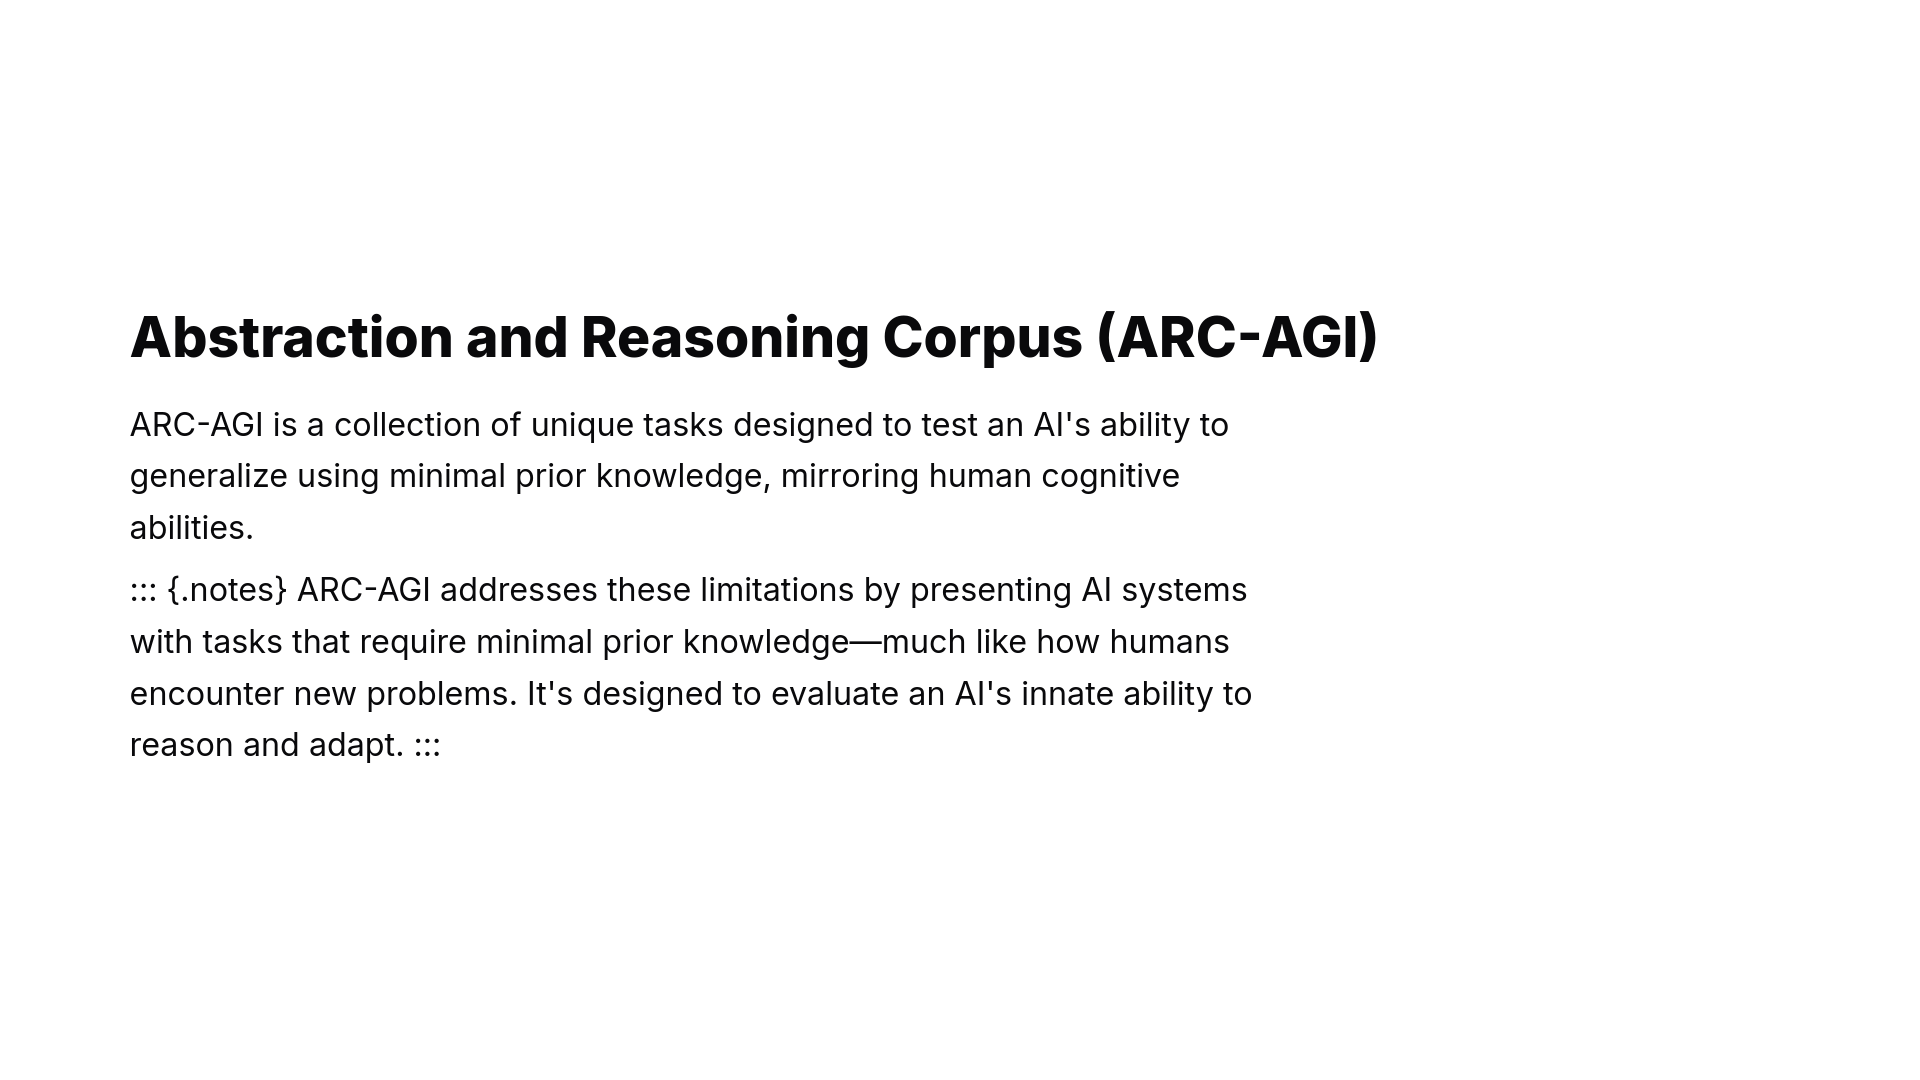 Abstraction and Reasoning Corpus (ARC-AGI)
ARC-AGI is a collection of unique tasks designed to test an AI's ability to
generalize using minimal prior knowledge, mirroring human cognitive
abilities.
::: {.notes} ARC-AGI addresses these limitations by presenting AI systems
with tasks that require minimal prior knowledge—much like how humans
encounter new problems. It's designed to evaluate an AI's innate ability to
reason and adapt. :::